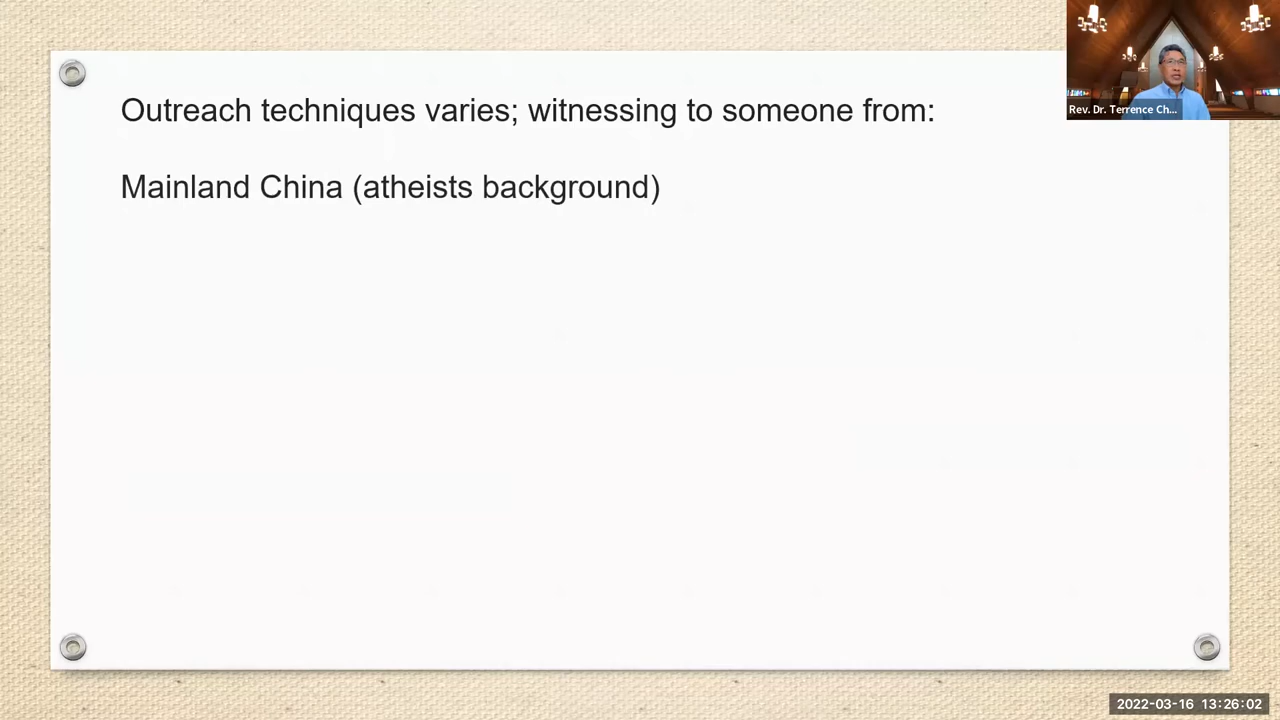 Outreach techniques varies; witnessing to someone from:
Mainland China (atheists background)
Rev. Dr. Terrence Ch...
2022-03-16 13:26:02